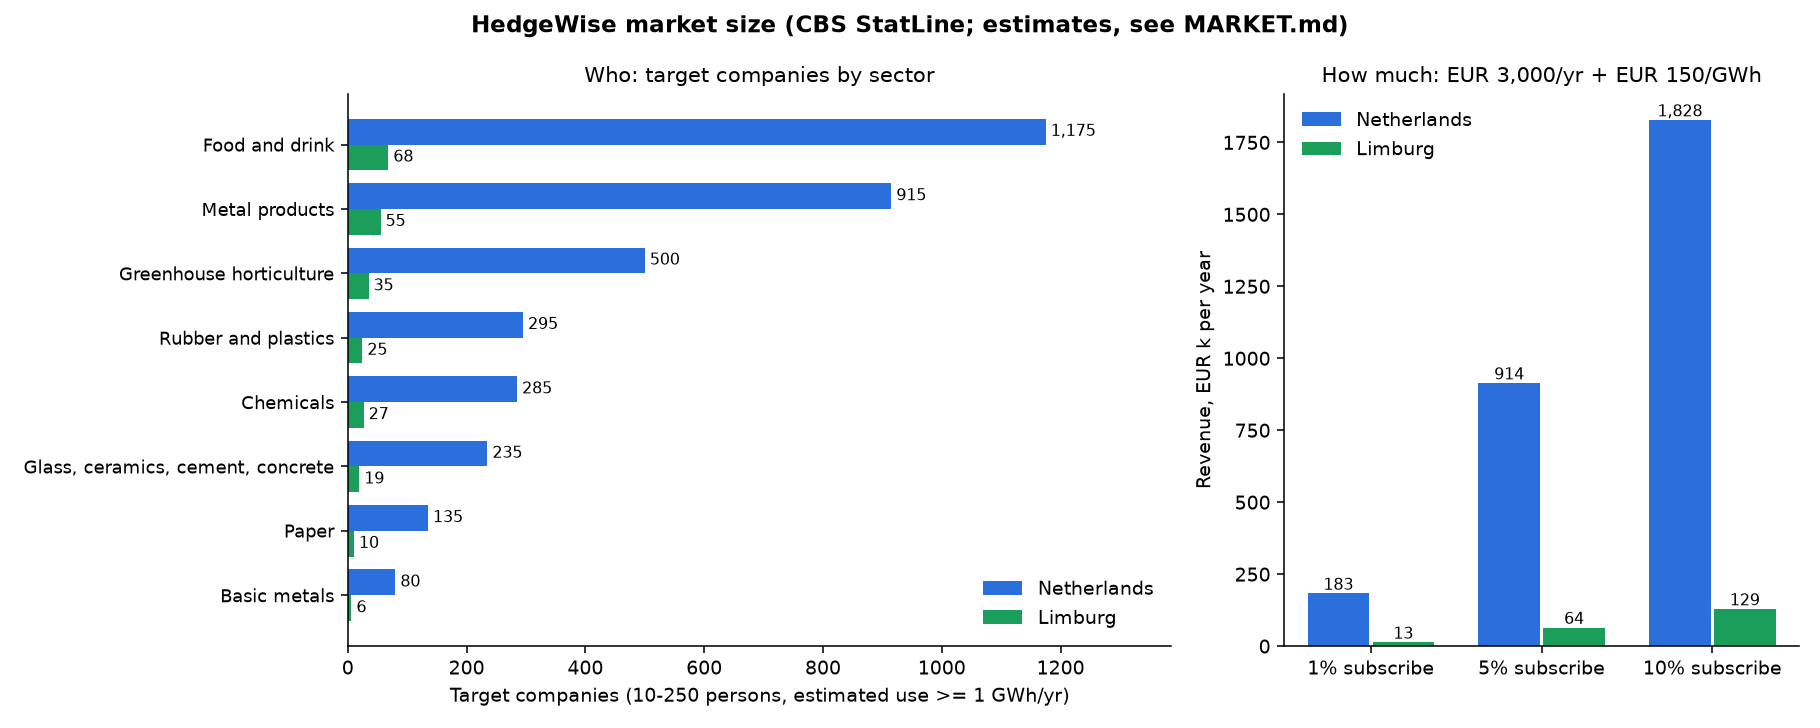 HedgeWise market size (CBS StatLine; estimates, see MARKET.md)
Who: target companies by sector
Food and drink
1,175
68
Metal products
915
55
Greenhouse horticulture
500
35
Rubber and plastics
295
25
Chemicals
285
27
Glass, ceramics, cement, concrete
235
19
Paper
135
10
Basic metals
80
6
Netherlands
Limburg
0 200 400 600 800 1000 1200
Target companies (10-250 persons, estimated use >= 1 GWh/yr)
How much: EUR 3,000/yr + EUR 150/GWh
Netherlands
Limburg
Revenue, EUR k per year
1750
1500
1250
1000
750
500
250
0
183
13
914
64
1,828
129
1% subscribe 5% subscribe 10% subscribe